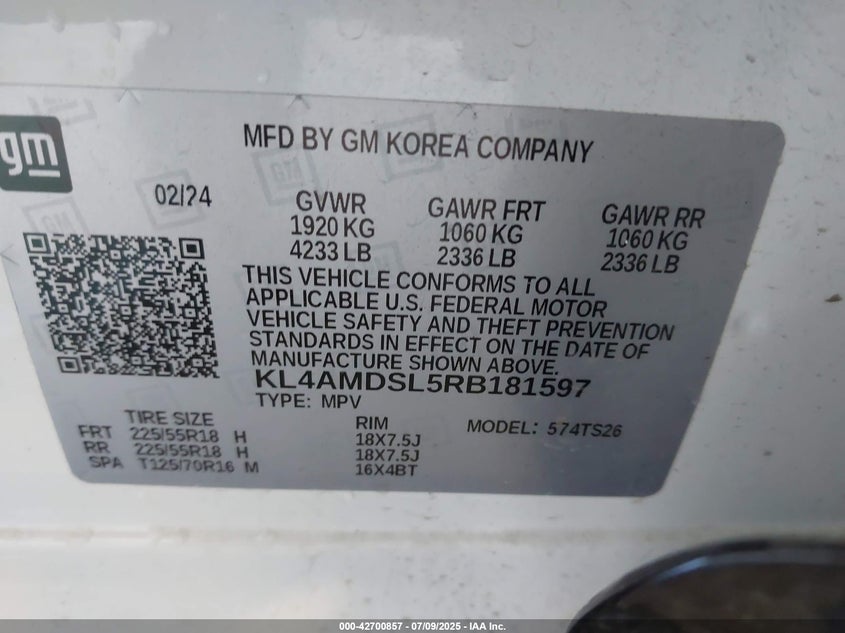 gm
MFD BY GM KOREA COMPANY
02/24
GVWR
1920 KG
4233 LB
GAWR FRT
1060 KG
2336 LB
GAWR RR
1060 KG
2336 LB
THIS VEHICLE CONFORMS TO ALL
APPLICABLE U.S. FEDERAL MOTOR
VEHICLE SAFETY AND THEFT PREVENTION
STANDARDS IN EFFECT ON THE DATE OF
MANUFACTURE SHOWN ABOVE.
KL4AMDSL5RB181597
TYPE: MPV
TIRE SIZE
FRT 225/55R18 H
RR 225/55R18 H
SPA T125/70R16 M
RIM
18X7.5J
18X7.5J
16X4BT
MODEL: 574TS26
000-42700857 | 07/09/2025 - IAA Inc.